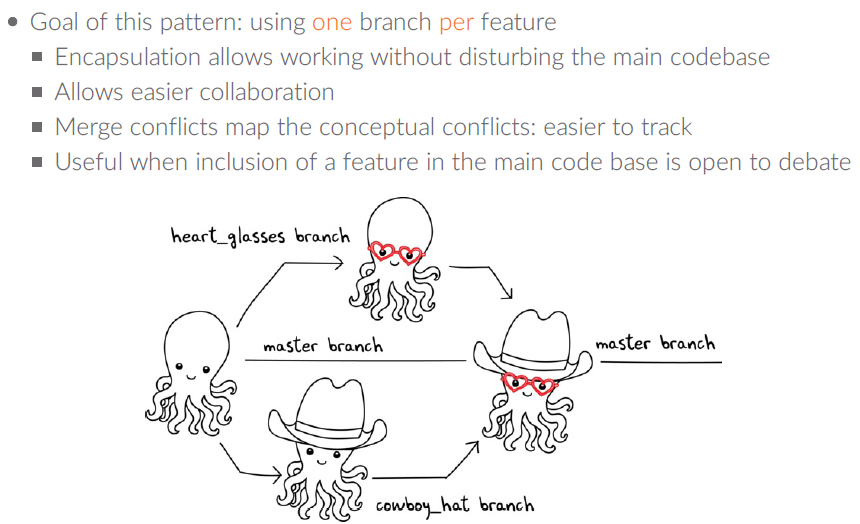 Goal of this pattern: using one branch per feature
Encapsulation allows working without disturbing the main codebase
Allows easier collaboration
Merge conflicts map the conceptual conflicts: easier to track
Useful when inclusion of a feature in the main code base is open to debate
heart_glasses branch
master branch
master branch
cowboy_hat branch